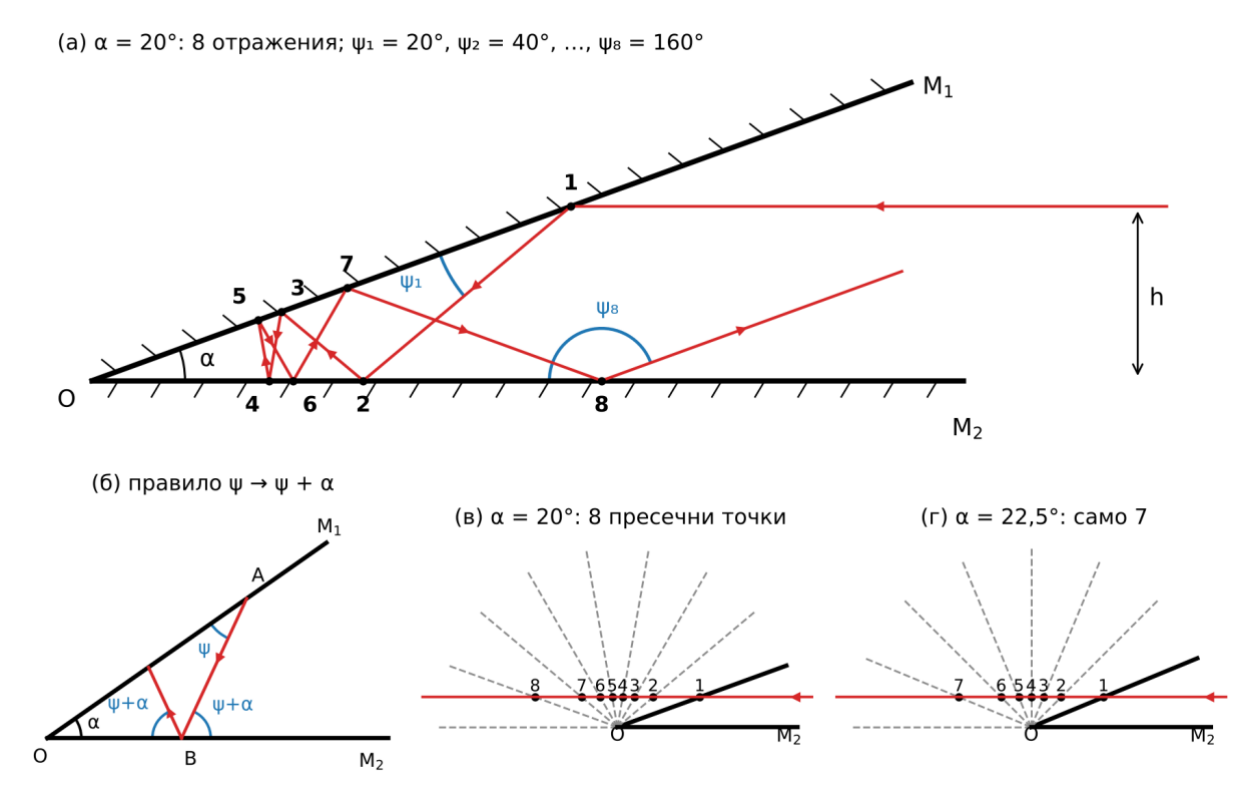 (а) α = 20°: 8 отражения; ψ₁ = 20°, ψ₂ = 40°, …, ψ₈ = 160°
M₁
1
7
ψ₁
3
5
ψ₈
h
α
O
4
6
2
8
M₂
(б) правило ψ → ψ + α
M₁
A
ψ
ψ+α
ψ+α
α
O
B
M₂
(в) α = 20°: 8 пресечни точки
8 7 6 5 4 3 2 1
O
M₂
(г) α = 22,5°: само 7
7 6 5 4 3 2 1
O
M₂